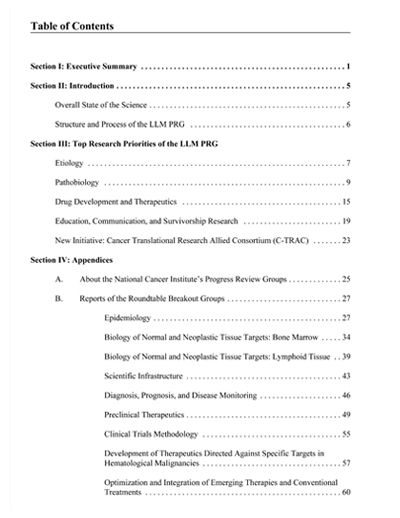 Table of Contents
Section I: Executive Summary . . . . . . . . . . . . . . . . . . . . . . . . . . . . . . . . . . . . . . . . . . . . . . 1
Section II: Introduction . . . . . . . . . . . . . . . . . . . . . . . . . . . . . . . . . . . . . . . . . . . . . . . . . . . 5
Overall State of the Science . . . . . . . . . . . . . . . . . . . . . . . . . . . . . . . . . . . . . . . . . . . 5
Structure and Process of the LLM PRG . . . . . . . . . . . . . . . . . . . . . . . . . . . . . . . . . . 6
Section III: Top Research Priorities of the LLM PRG
Etiology . . . . . . . . . . . . . . . . . . . . . . . . . . . . . . . . . . . . . . . . . . . . . . . . . . . . . . . . . 7
Pathobiology . . . . . . . . . . . . . . . . . . . . . . . . . . . . . . . . . . . . . . . . . . . . . . . . . . . . . . 9
Drug Development and Therapeutics . . . . . . . . . . . . . . . . . . . . . . . . . . . . . . . . . . . 15
Education, Communication, and Survivorship Research . . . . . . . . . . . . . . . . . . . . . 19
New Initiative: Cancer Translational Research Allied Consortium (C-TRAC) . . . . . . . 23
Section IV: Appendices
A. About the National Cancer Institute's Progress Review Groups . . . . . . . . . . . . . 25
B. Reports of the Roundtable Breakout Groups . . . . . . . . . . . . . . . . . . . . . . . . . . . 27
Epidemiology . . . . . . . . . . . . . . . . . . . . . . . . . . . . . . . . . . . . . . . . . . 27
Biology of Normal and Neoplastic Tissue Targets: Bone Marrow . . . . . 34
Biology of Normal and Neoplastic Tissue Targets: Lymphoid Tissue . . 39
Scientific Infrastructure . . . . . . . . . . . . . . . . . . . . . . . . . . . . . . . . . . . 43
Diagnosis, Prognosis, and Disease Monitoring . . . . . . . . . . . . . . . . . . 46
Preclinical Therapeutics . . . . . . . . . . . . . . . . . . . . . . . . . . . . . . . . . . . 49
Clinical Trials Methodology . . . . . . . . . . . . . . . . . . . . . . . . . . . . . . . . 55
Development of Therapeutics Directed Against Specific Targets in
Hematological Malignancies . . . . . . . . . . . . . . . . . . . . . . . . . . . . . . . . 57
Optimization and Integration of Emerging Therapies and Conventional
Treatments . . . . . . . . . . . . . . . . . . . . . . . . . . . . . . . . . . . . . . . . . . . . 60